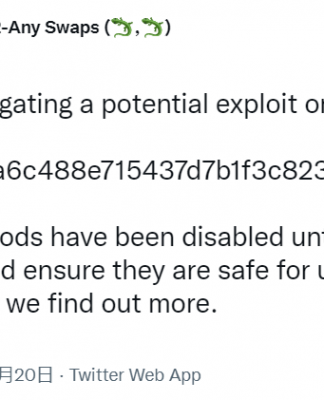 -Any Swaps (🦎,🦎)
gating a potential exploit or
a6c488e715437d7b1f3c823
ods have been disabled unt
d ensure they are safe for u
we find out more.
月20日 · Twitter Web App